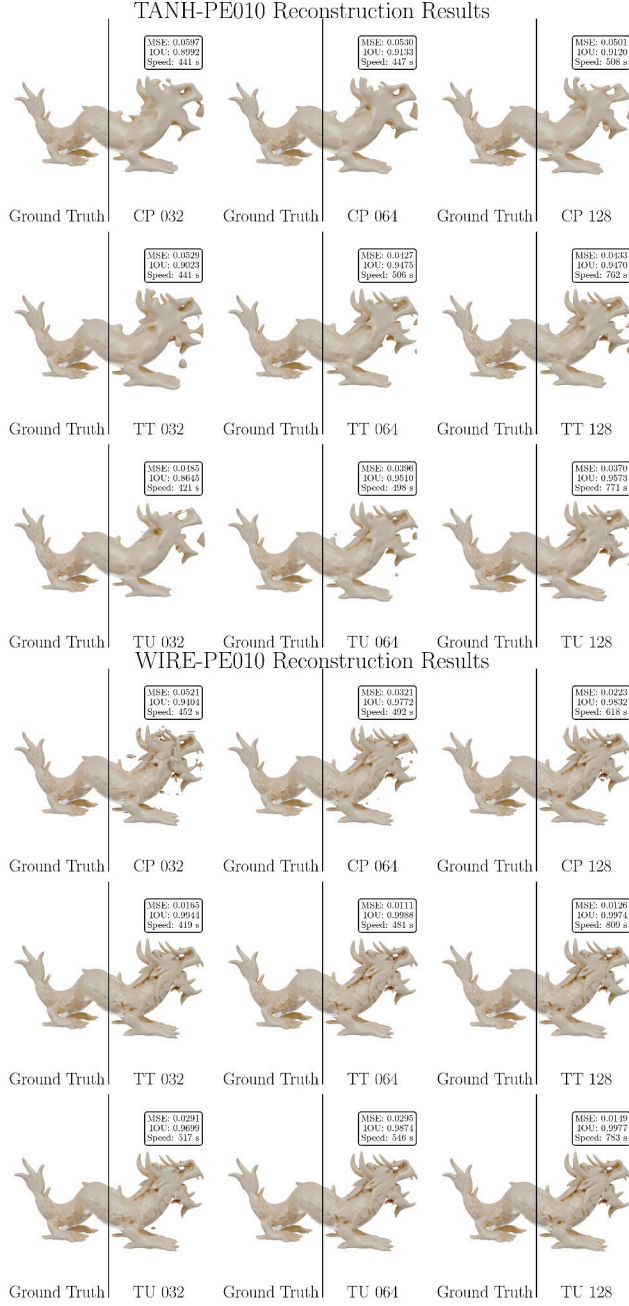 TANH-PE010 Reconstruction Results
MSE: 0.0597
IOU: 0.8992
Speed: 441 s
MSE: 0.0530
IOU: 0.9133
Speed: 447 s
MSE: 0.0501
IOU: 0.9120
Speed: 508 s
Ground Truth CP 032
Ground Truth CP 064
Ground Truth CP 128
MSE: 0.0529
IOU: 0.9023
Speed: 441 s
MSE: 0.0427
IOU: 0.9475
Speed: 506 s
MSE: 0.0433
IOU: 0.9470
Speed: 762 s
Ground Truth TT 032
Ground Truth TT 064
Ground Truth TT 128
MSE: 0.0485
IOU: 0.8645
Speed: 421 s
MSE: 0.0396
IOU: 0.9510
Speed: 498 s
MSE: 0.0370
IOU: 0.9573
Speed: 771 s
Ground Truth TU 032
Ground Truth TU 064
Ground Truth TU 128
WIRE-PE010 Reconstruction Results
MSE: 0.0521
IOU: 0.9404
Speed: 452 s
MSE: 0.0321
IOU: 0.9772
Speed: 492 s
MSE: 0.0223
IOU: 0.9832
Speed: 618 s
Ground Truth CP 032
Ground Truth CP 064
Ground Truth CP 128
MSE: 0.0165
IOU: 0.9944
Speed: 419 s
MSE: 0.0111
IOU: 0.9988
Speed: 481 s
MSE: 0.0126
IOU: 0.9974
Speed: 809 s
Ground Truth TT 032
Ground Truth TT 064
Ground Truth TT 128
MSE: 0.0291
IOU: 0.9699
Speed: 517 s
MSE: 0.0295
IOU: 0.9874
Speed: 546 s
MSE: 0.0149
IOU: 0.9977
Speed: 783 s
Ground Truth TU 032
Ground Truth TU 064
Ground Truth TU 128